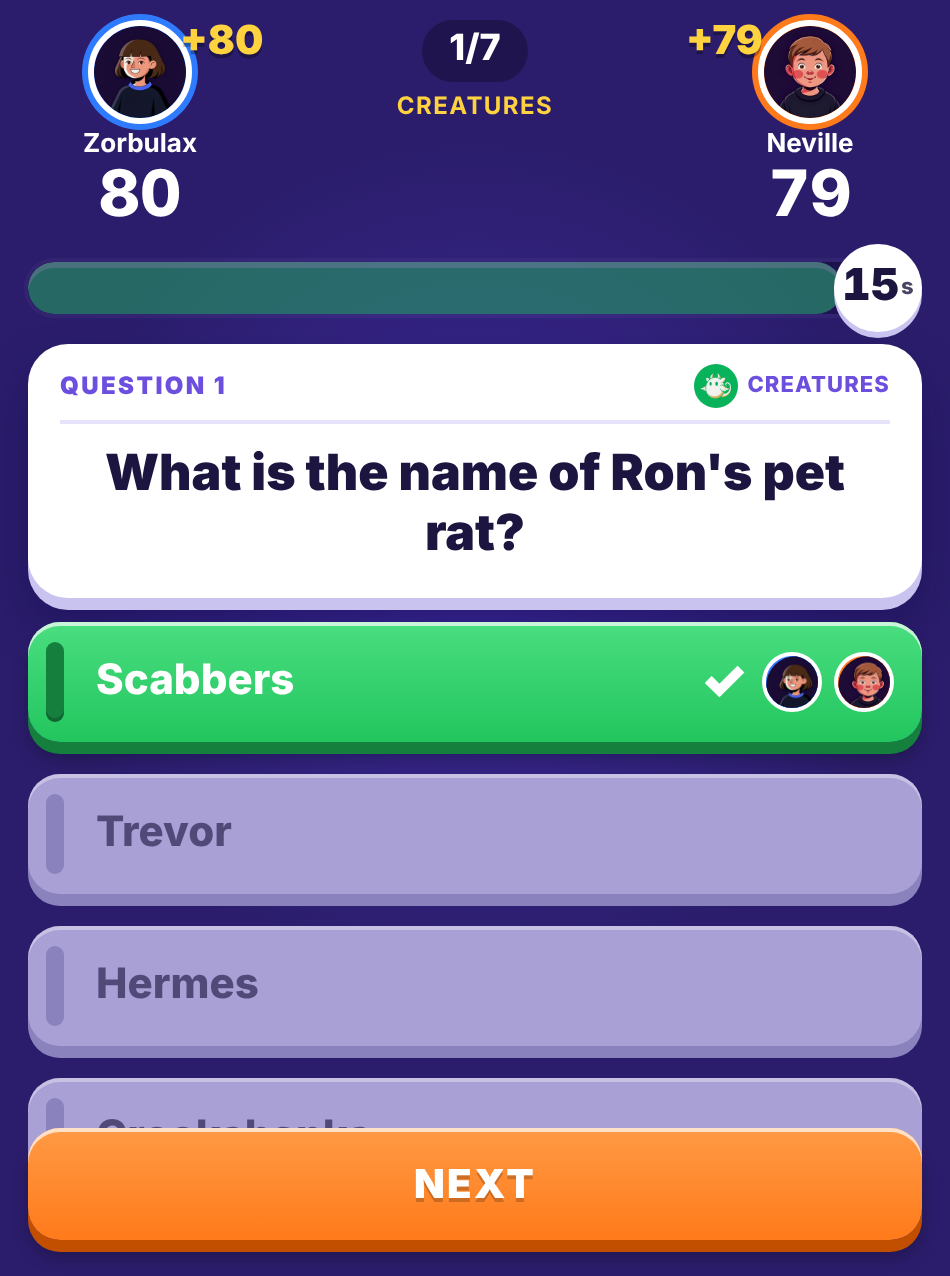 +80
1/7
+79
CREATURES
Zorbulax
Neville
80
79
15s
QUESTION 1
CREATURES
What is the name of Ron's pet
rat?
Scabbers
Trevor
Hermes
Crookshanks
NEXT